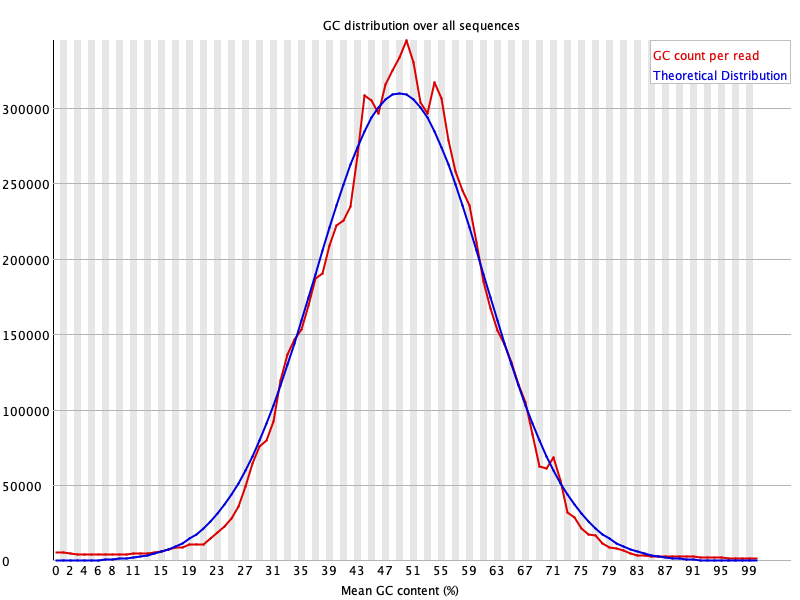 GC distribution over all sequences
GC count per read
Theoretical Distribution
300000
250000
200000
150000
100000
50000
0
0 2 4 6 8 11 15 19 23 27 31 35 39 43 47 51 55 59 63 67 71 75 79 83 87 91 95 99
Mean GC content (%)